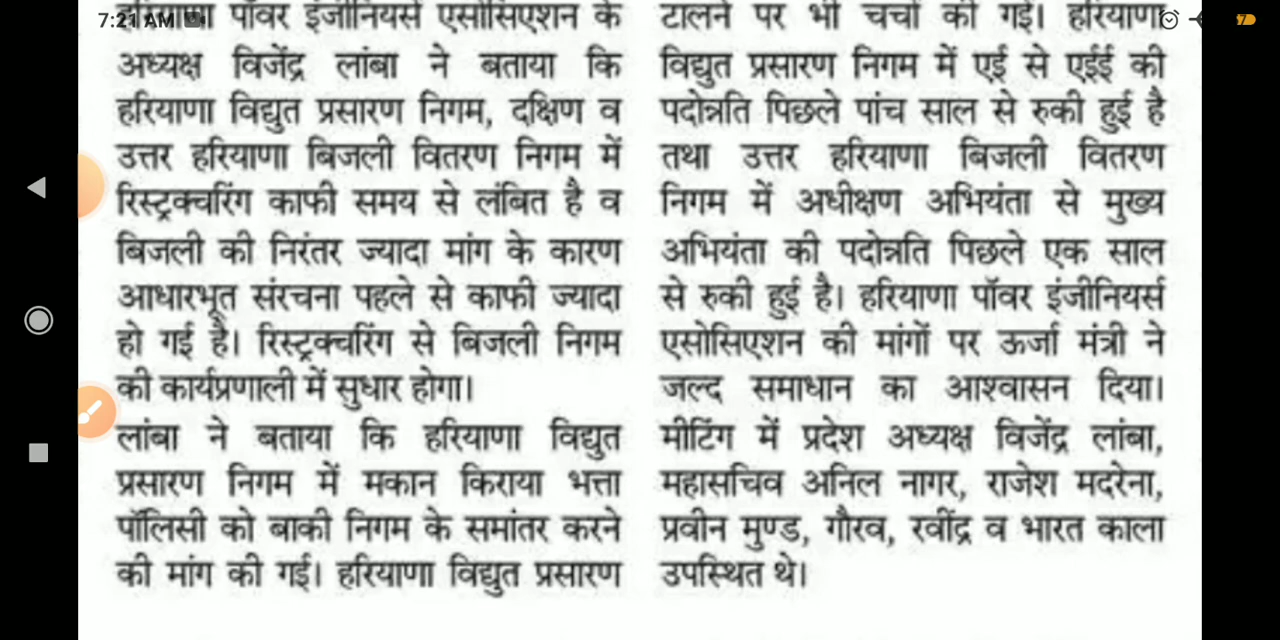 7:21 AM
हरियाणा पॉवर इंजीनियर्स एसोसिएशन के
अध्यक्ष विजेंद्र लांबा ने बताया कि
हरियाणा विद्युत प्रसारण निगम, दक्षिण व
उत्तर हरियाणा बिजली वितरण निगम में
रिस्ट्रक्चरिंग काफी समय से लंबित है व
बिजली की निरंतर ज्यादा मांग के कारण
आधारभूत संरचना पहले से काफी ज्यादा
हो गई है। रिस्ट्रक्चरिंग से बिजली निगम
की कार्यप्रणाली में सुधार होगा।
लांबा ने बताया कि हरियाणा विद्युत
प्रसारण निगम में मकान किराया भत्ता
पॉलिसी को बाकी निगम के समांतर करने
की मांग की गई। हरियाणा विद्युत प्रसारण
टालने पर भी चर्चा की गई। हरियाणा
विद्युत प्रसारण निगम में एई से एईई की
पदोन्नति पिछले पांच साल से रुकी हुई है
तथा उत्तर हरियाणा बिजली वितरण
निगम में अधीक्षण अभियंता से मुख्य
अभियंता की पदोन्नति पिछले एक साल
से रुकी हुई है। हरियाणा पॉवर इंजीनियर्स
एसोसिएशन की मांगों पर ऊर्जा मंत्री ने
जल्द समाधान का आश्वासन दिया।
मीटिंग में प्रदेश अध्यक्ष विजेंद्र लांबा,
महासचिव अनिल नागर, राजेश मदरेना,
प्रवीन मुण्ड, गौरव, रवींद्र व भारत काला
उपस्थित थे।